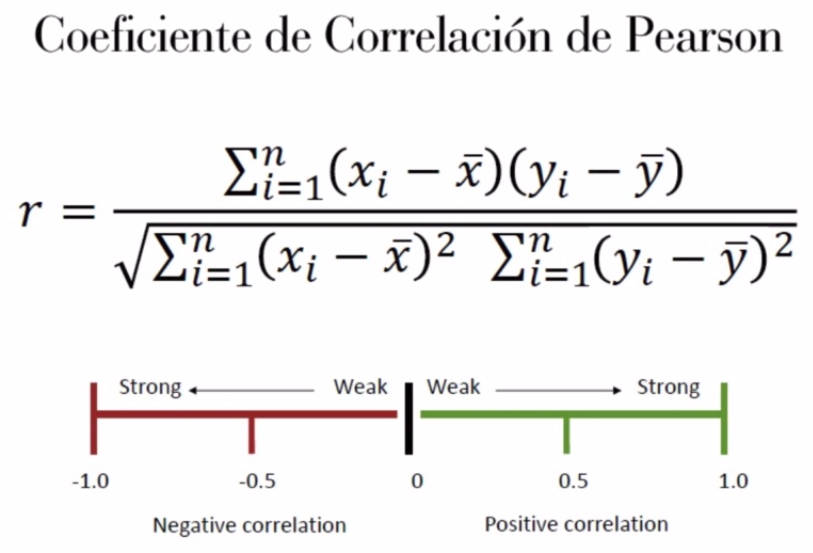 Coeficiente de Correlación de Pearson
r = \frac{\sum_{i=1}^{n}(x_i - \bar{x})(y_i - \bar{y})}{\sqrt{\sum_{i=1}^{n}(x_i - \bar{x})^2 \sum_{i=1}^{n}(y_i - \bar{y})^2}}
Strong Weak Weak Strong
-1.0 -0.5 0 0.5 1.0
Negative correlation Positive correlation